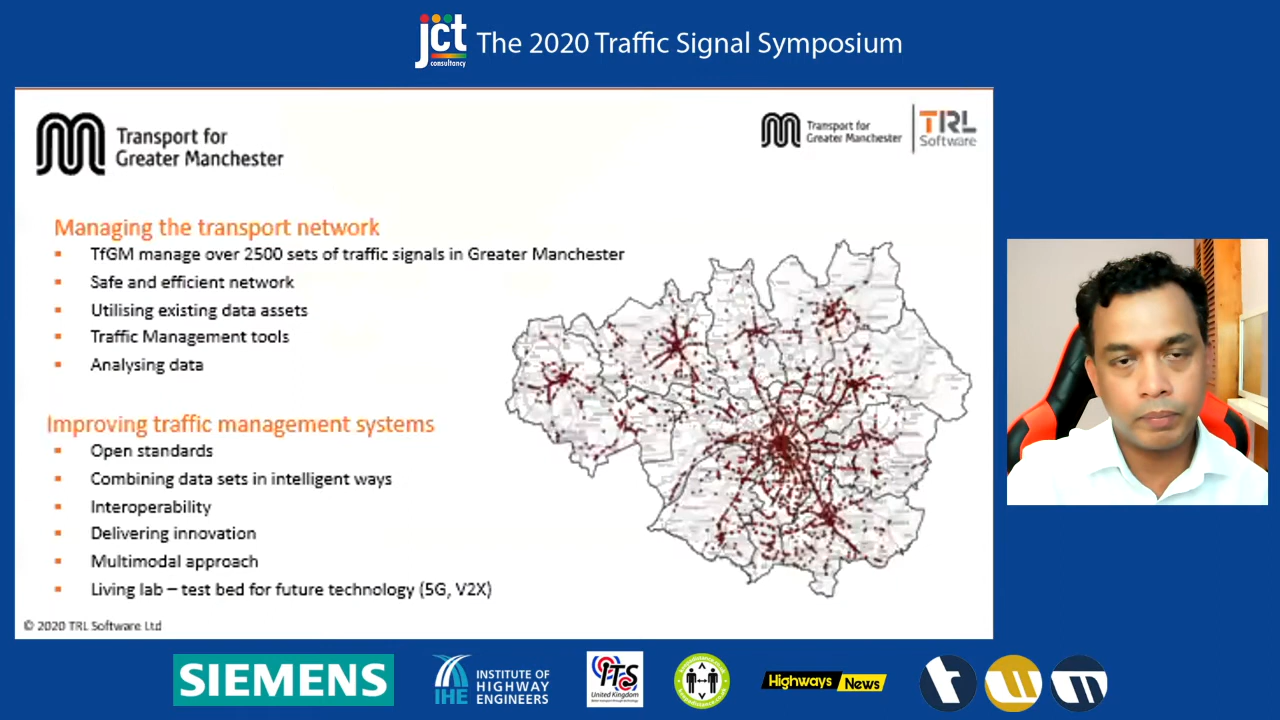 jct
consultancy
The 2020 Traffic Signal Symposium
Transport for
Greater Manchester
Transport for
Greater Manchester
TRL
Software
Managing the transport network
TfGM manage over 2500 sets of traffic signals in Greater Manchester
Safe and efficient network
Utilising existing data assets
Traffic Management tools
Analysing data
Improving traffic management systems
Open standards
Combining data sets in intelligent ways
Interoperability
Delivering innovation
Multimodal approach
Living lab – test bed for future technology (5G, V2X)
© 2020 TRL Software Ltd
SIEMENS
IHE
INSTITUTE OF
HIGHWAY
ENGINEERS
ITS
United Kingdom
Highways News